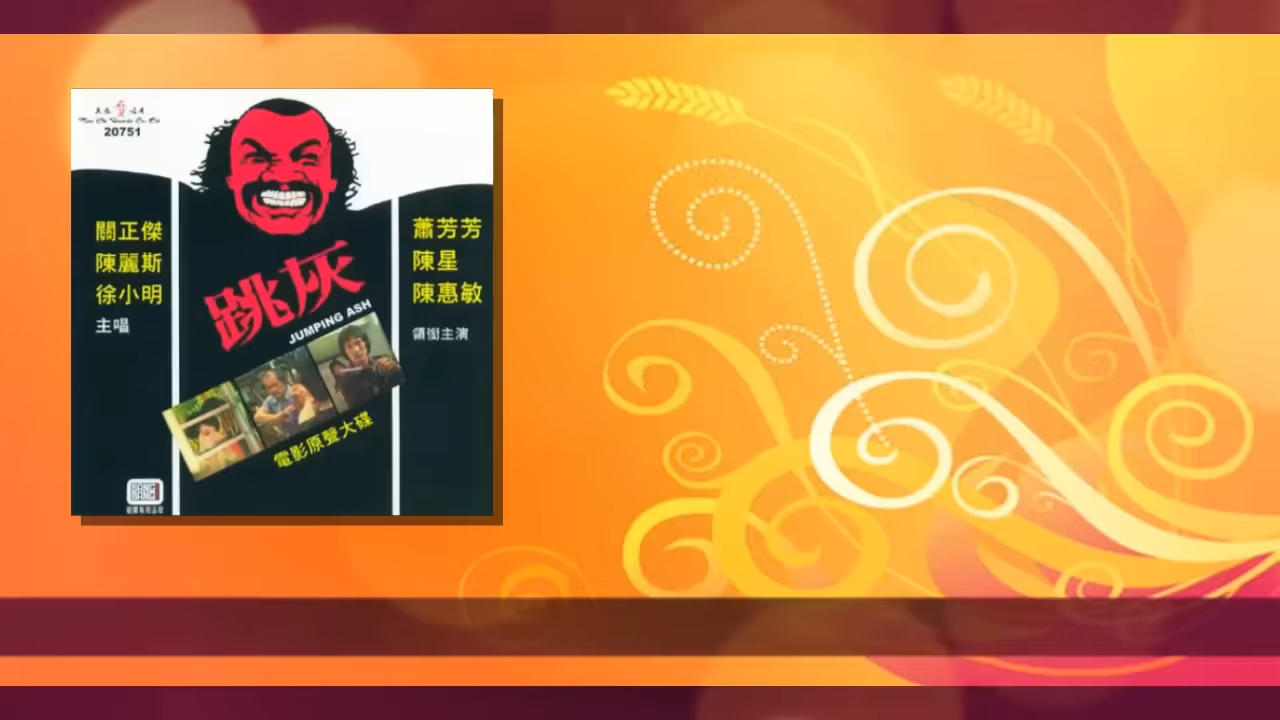 20751
關正傑
陳麗斯
徐小明
主唱
蕭芳芳
陳星
陳惠敏
領銜主演
跳灰
JUMPING ASH
電影原聲大碟